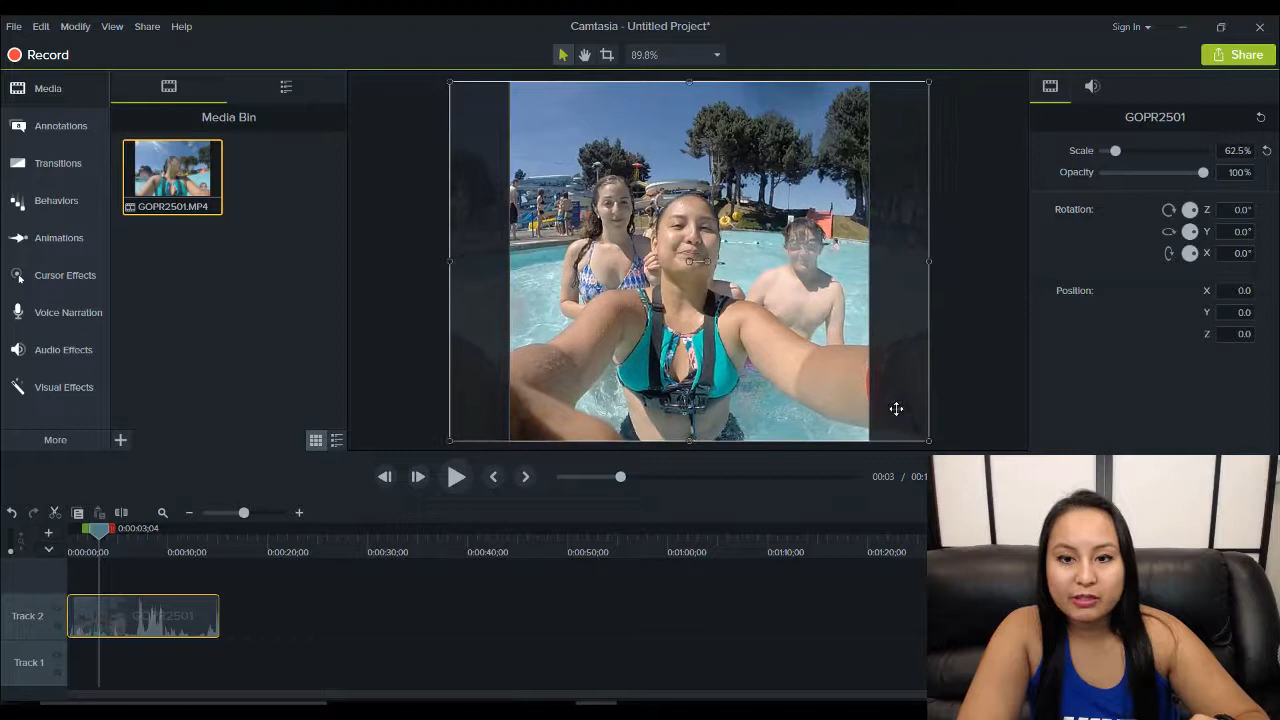 File Edit Modify View Share Help
Camtasia - Untitled Project*
Sign In
Record
89.8%
Share
Media
Annotations
Transitions
Behaviors
Animations
Cursor Effects
Voice Narration
Audio Effects
Visual Effects
More
Media Bin
GOPR2501.MP4
GOPR2501
Scale 62.5%
Opacity 100%
Rotation: Z 0.0°
Y 0.0°
X 0.0°
Position: X 0.0
Y 0.0
Z 0.0
00:03 / 00:1
0:00:03;04
0:00:00;00 0:00:10;00 0:00:20;00 0:00:30;00 0:00:40;00 0:00:50;00 0:01:00;00 0:01:10;00 0:01:20;00
Track 2
GOPR2501
Track 1